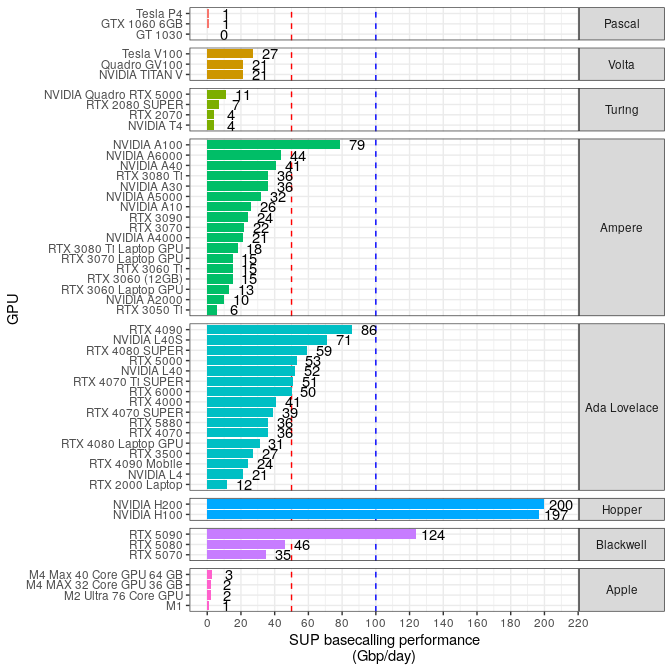 Tesla P4 1
GTX 1060 6GB 1
GT 1030 0
Pascal
Tesla V100 27
Quadro GV100 21
NVIDIA TITAN V 21
Volta
NVIDIA Quadro RTX 5000 11
RTX 2080 SUPER 7
RTX 2070 4
NVIDIA T4 4
Turing
NVIDIA A100 79
NVIDIA A6000 44
NVIDIA A40 41
RTX 3080 TI 36
NVIDIA A30 36
NVIDIA A5000 32
NVIDIA A10 26
RTX 3090 24
RTX 3070 22
NVIDIA A4000 21
RTX 3080 TI Laptop GPU 18
RTX 3070 Laptop GPU 15
RTX 3060 Ti 15
RTX 3060 (12GB) 15
RTX 3060 Laptop GPU 13
NVIDIA A2000 10
RTX 3050 TI 6
Ampere
RTX 4090 86
NVIDIA L40S 71
RTX 4080 SUPER 59
RTX 5000 53
NVIDIA L40 52
RTX 4070 TI SUPER 51
RTX 6000 50
RTX 4000 41
RTX 4070 SUPER 39
RTX 5880 36
RTX 4070 36
RTX 4080 Laptop GPU 31
RTX 3500 27
RTX 4090 Mobile 24
NVIDIA L4 21
RTX 2000 Laptop 12
Ada Lovelace
NVIDIA H200 200
NVIDIA H100 197
Hopper
RTX 5090 124
RTX 5080 46
RTX 5070 35
Blackwell
M4 Max 40 Core GPU 64 GB 3
M4 MAX 32 Core GPU 36 GB 2
M2 Ultra 76 Core GPU 2
M1 1
Apple
GPU
0 20 40 60 80 100 120 140 160 180 200 220
SUP basecalling performance
(Gbp/day)